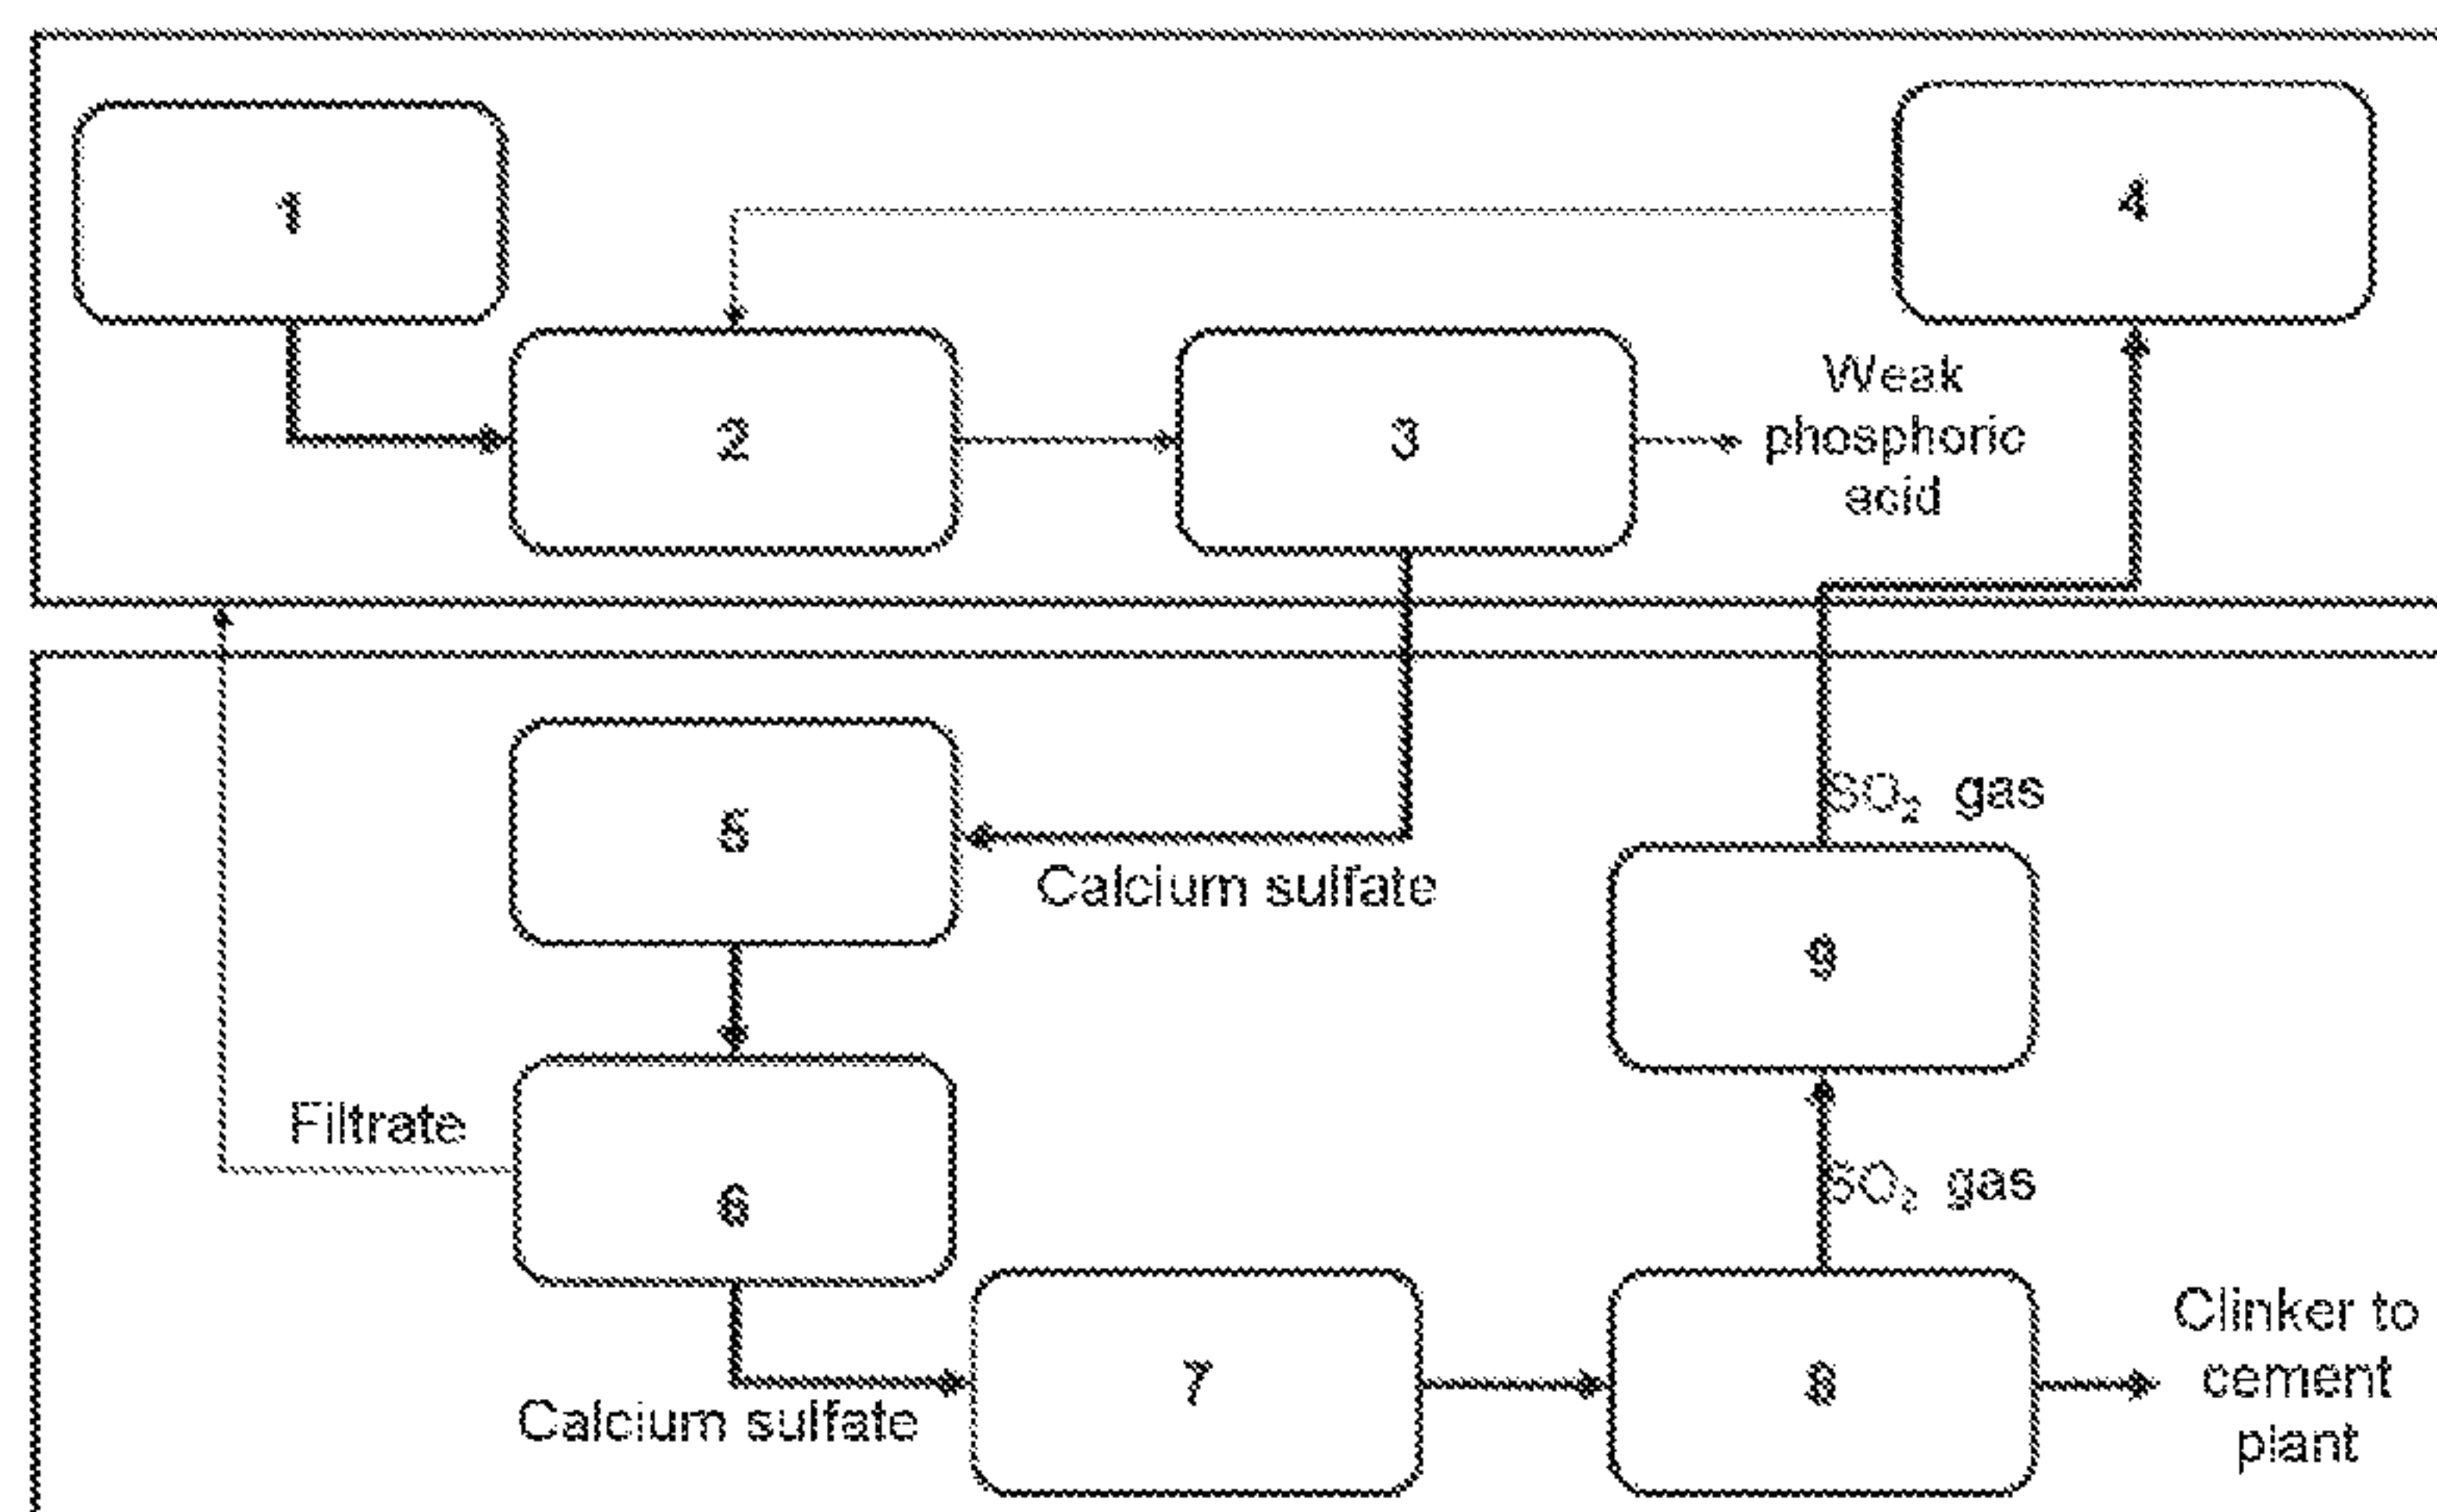 1
4
2
3
Weak
phosphoric
acid
5
SO₂ gas
Calcium sulfate
9
Filtrate
6
SO₂ gas
7
8
Clinker to
cement
plant
Calcium sulfate